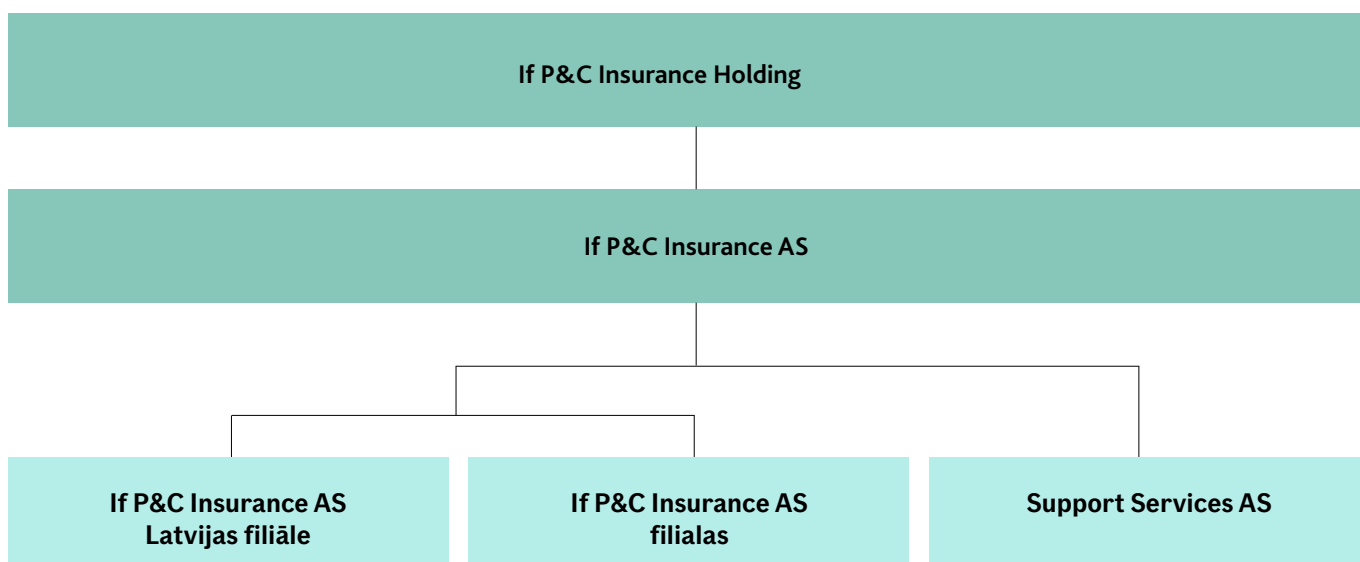 If P&C Insurance Holding
If P&C Insurance AS
If P&C Insurance AS
Latvijas filiāle
If P&C Insurance AS
filialas
Support Services AS